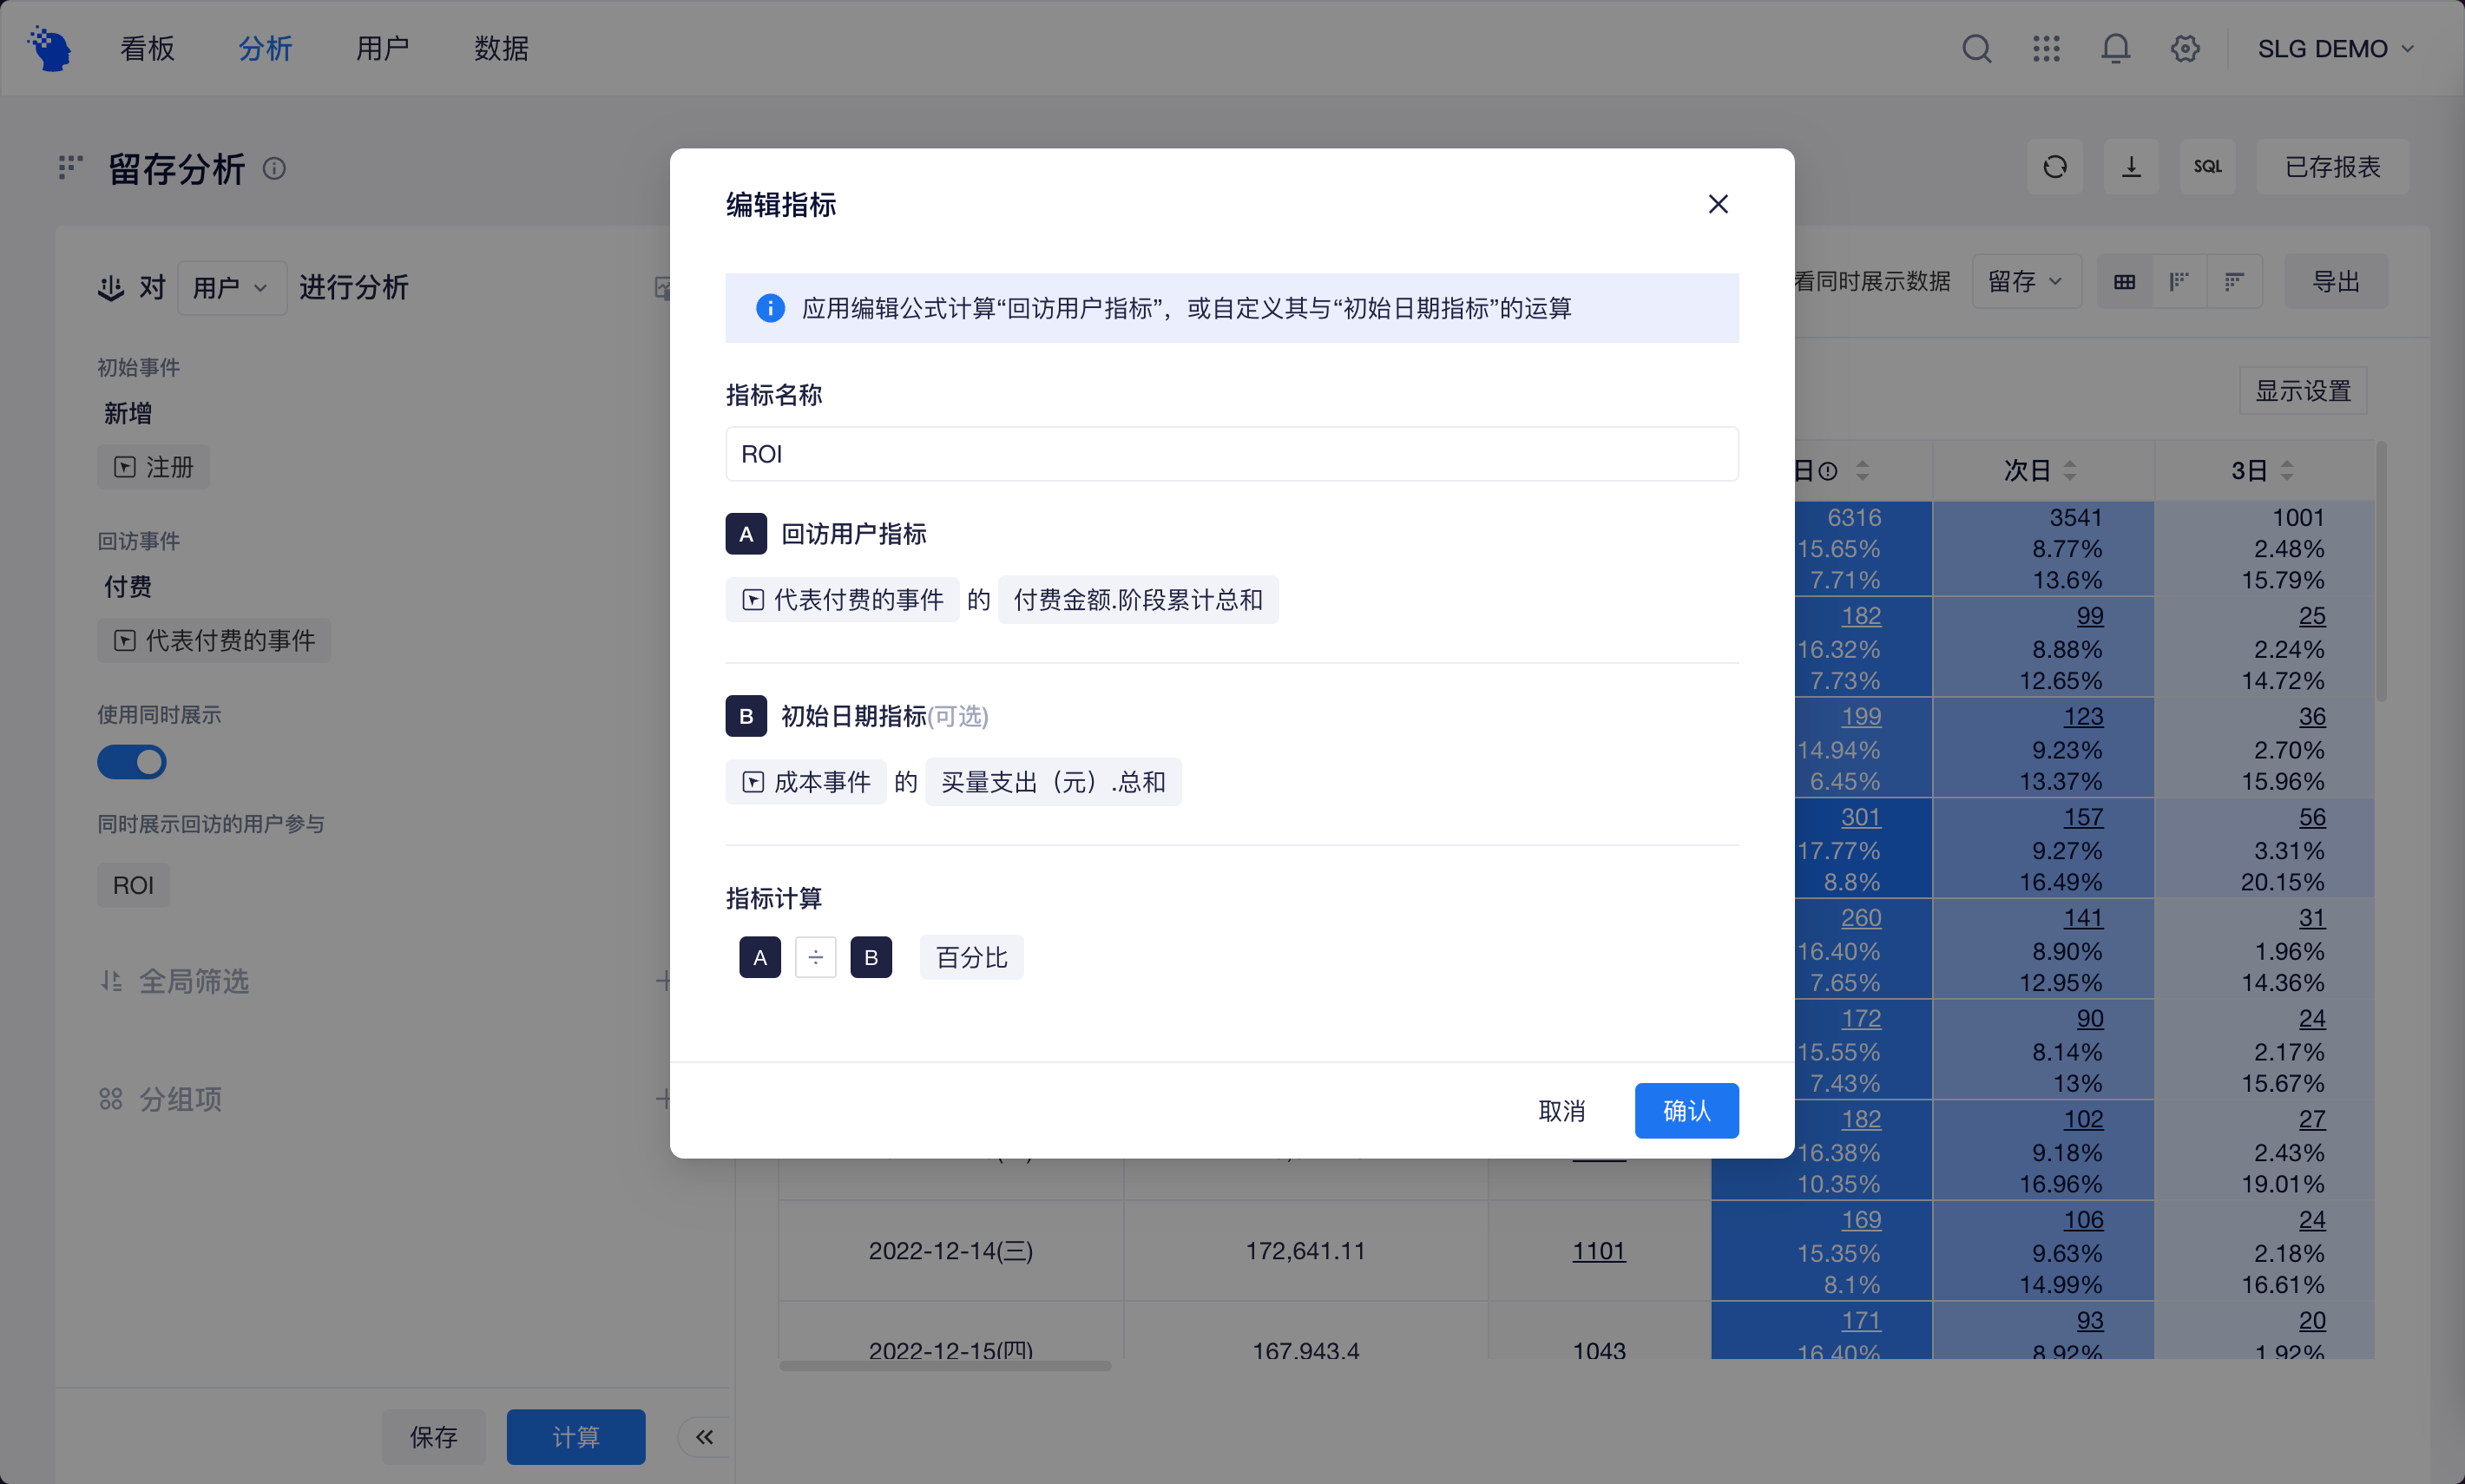 看板 分析 用户 数据 SLG DEMO
留存分析
SQL 已存报表
对 用户 进行分析
初始事件
新增
注册
回访事件
付费
代表付费的事件
使用同时展示
同时展示回访的用户参与
ROI
全局筛选
分组项
保存 计算
编辑指标
应用编辑公式计算“回访用户指标”，或自定义其与“初始日期指标”的运算
指标名称
ROI
A 回访用户指标
代表付费的事件 的 付费金额.阶段累计总和
B 初始日期指标(可选)
成本事件 的 买量支出（元）.总和
指标计算
A ÷ B 百分比
取消 确认
看同时展示数据 留存 导出
显示设置
日 次日 3日
6316 3541 1001
15.65% 8.77% 2.48%
7.71% 13.6% 15.79%
182 99 25
16.32% 8.88% 2.24%
7.73% 12.65% 14.72%
199 123 36
14.94% 9.23% 2.70%
6.45% 13.37% 15.96%
301 157 56
17.77% 9.27% 3.31%
8.8% 16.49% 20.15%
260 141 31
16.40% 8.90% 1.96%
7.65% 12.95% 14.36%
172 90 24
15.55% 8.14% 2.17%
7.43% 13% 15.67%
182 102 27
16.38% 9.18% 2.43%
10.35% 16.96% 19.01%
169 106 24
2022-12-14(三) 172,641.11 1101 15.35% 9.63% 2.18%
8.1% 14.99% 16.61%
171 93 20
2022-12-15(四) 167,943.4 1043 16.40% 8.92% 1.92%